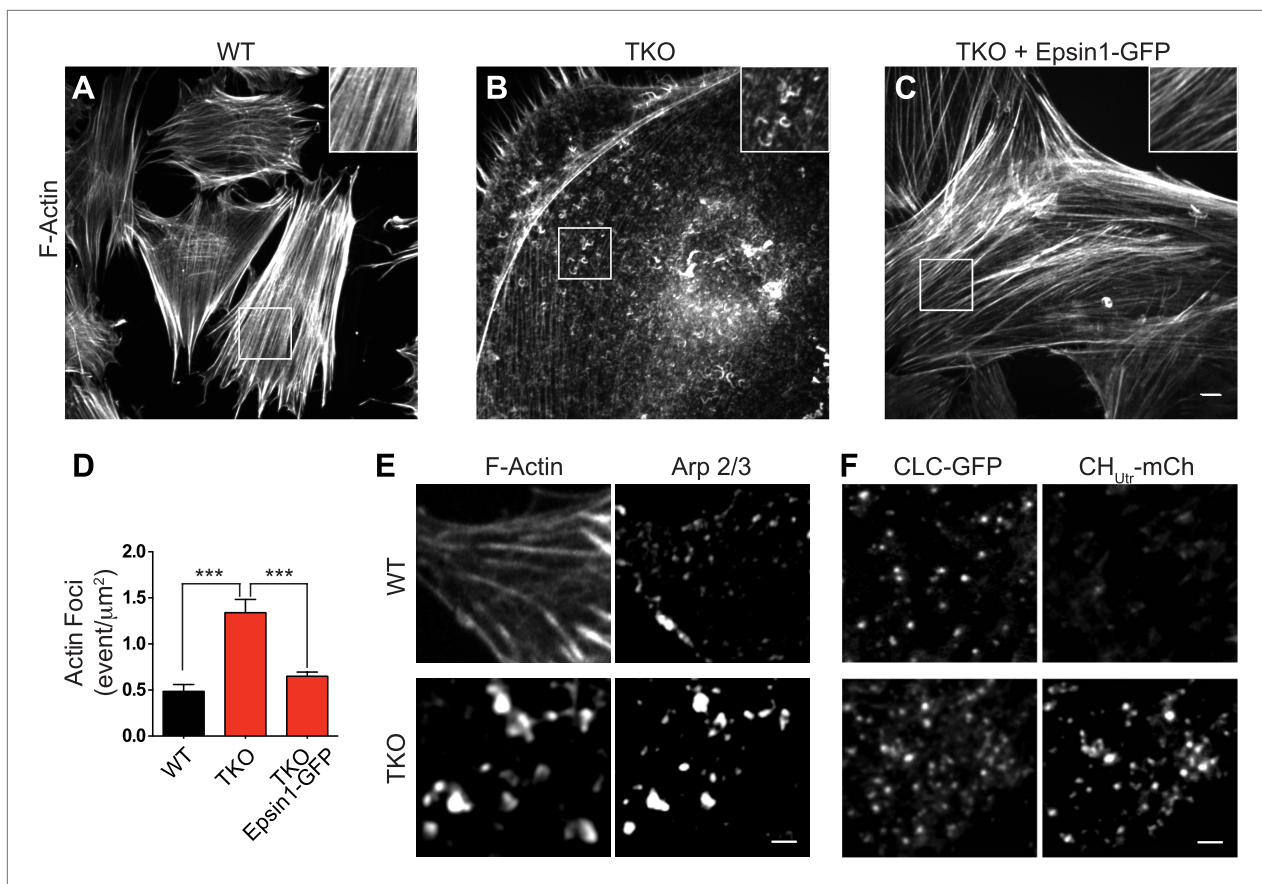 WT
TKO
TKO + Epsin1-GFP
A
B
C
F-Actin
D
E
F-Actin
Arp 2/3
F
CLC-GFP
CH_Utr-mCh
Actin Foci
(event/μm²)
2.0
1.5
1.0
0.5
0.0
***
***
WT
TKO
TKO
Epsin1-GFP
WT
TKO